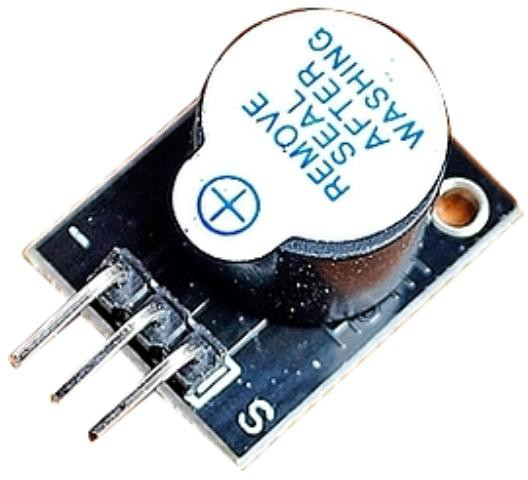 REMOVE
SEAL
AFTER
WASHING
+
-
S